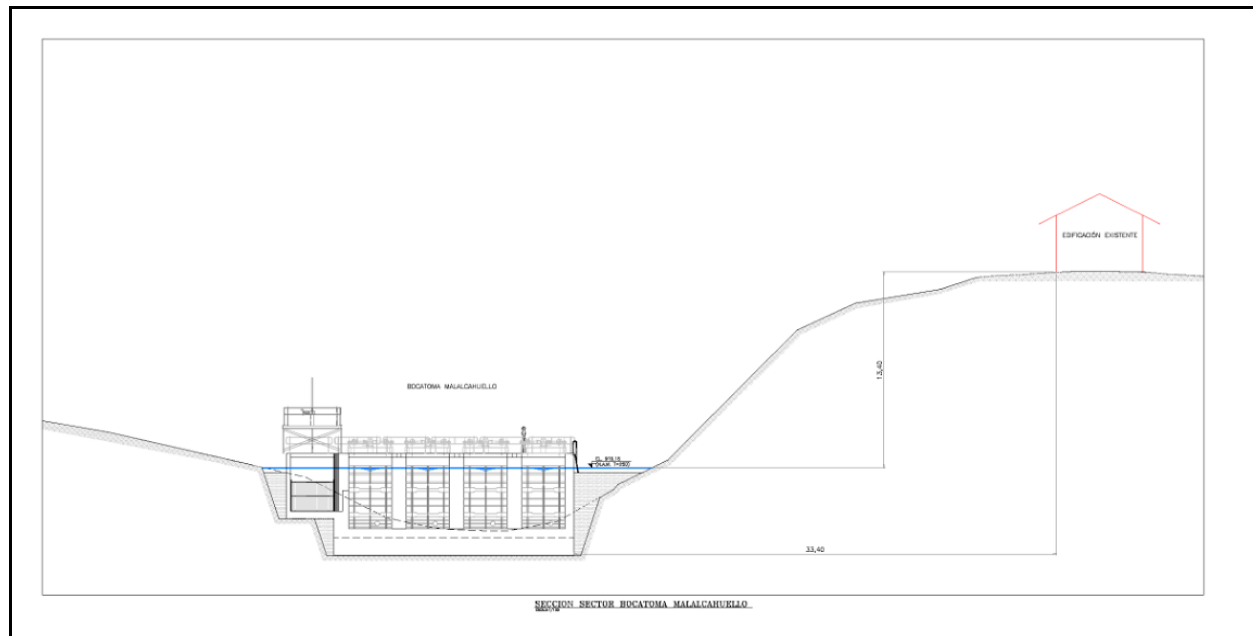 EDIFICACIÓN EXISTENTE
13,40
BOCATOMA MALALCAHUELLO
33,40
SECCION SECTOR BOCATOMA MALALCAHUELLO